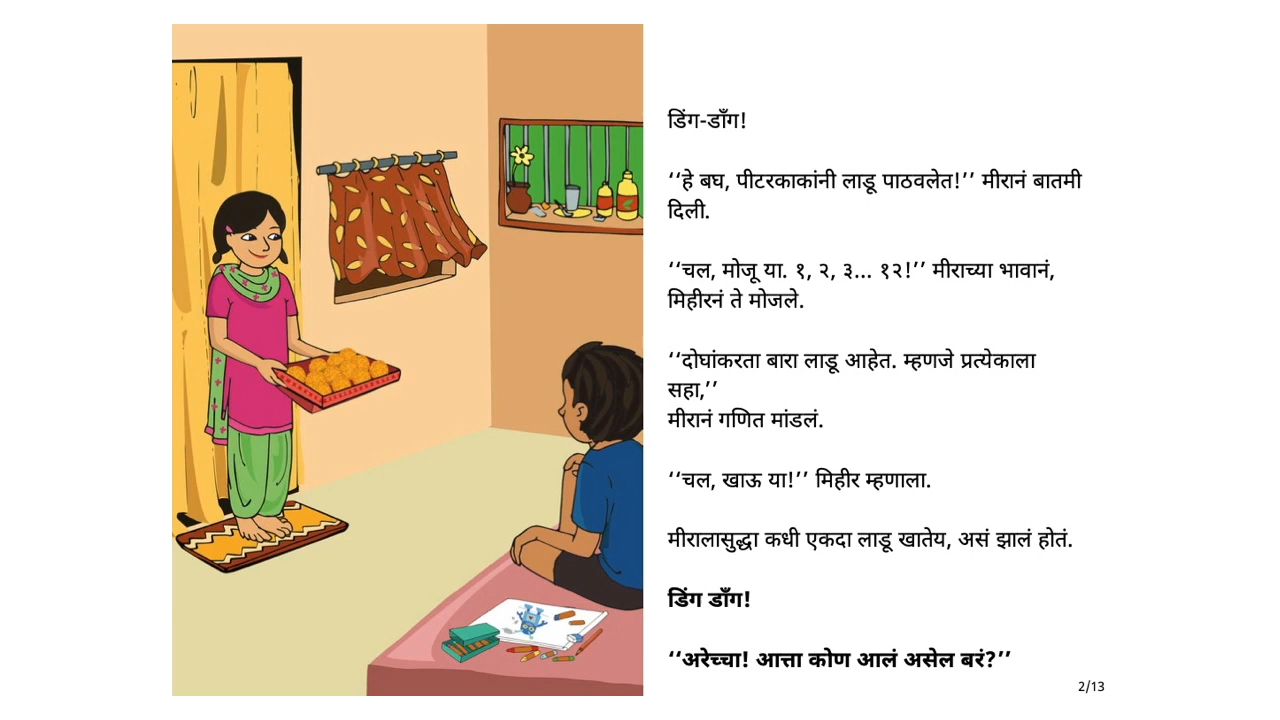 डिंग-डाँग!
‘‘हे बघ, पीटरकाकांनी लाडू पाठवलेत!’’ मीरानं बातमी
दिली.
‘‘चल, मोजू या. १, २, ३... १२!’’ मीराच्या भावानं,
मिहीरनं ते मोजले.
‘‘दोघांकरता बारा लाडू आहेत. म्हणजे प्रत्येकाला
सहा,’’
मीरानं गणित मांडलं.
‘‘चल, खाऊ या!’’ मिहीर म्हणाला.
मीरालासुद्धा कधी एकदा लाडू खातेय, असं झालं होतं.
डिंग डाँग!
‘‘अरेच्चा! आत्ता कोण आलं असेल बरं?’’
2/13